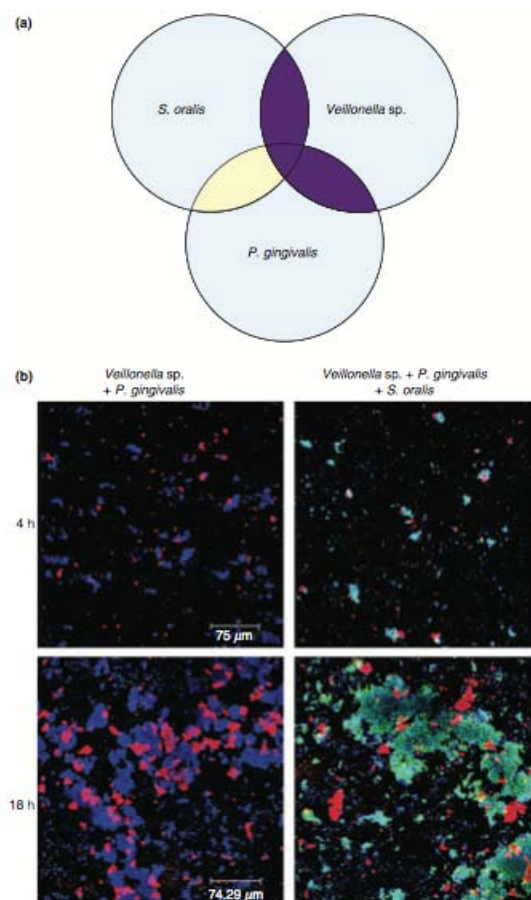 (a)
S. oralis
Veillonella sp.
P. gingivalis
(b)
Veillonella sp.
+ P. gingivalis
Veillonella sp. + P. gingivalis
+ S. oralis
4 h
75 µm
18 h
74.29 µm